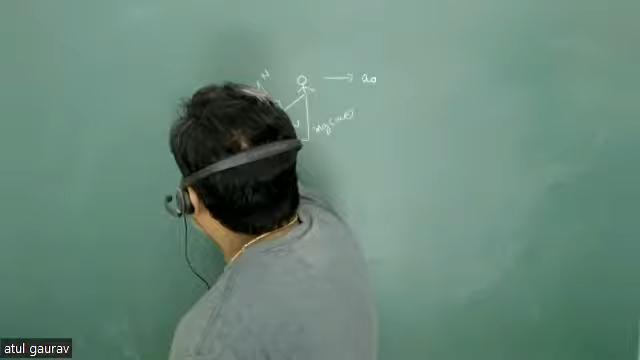 N
a₀
mg cos θ
atul gaurav